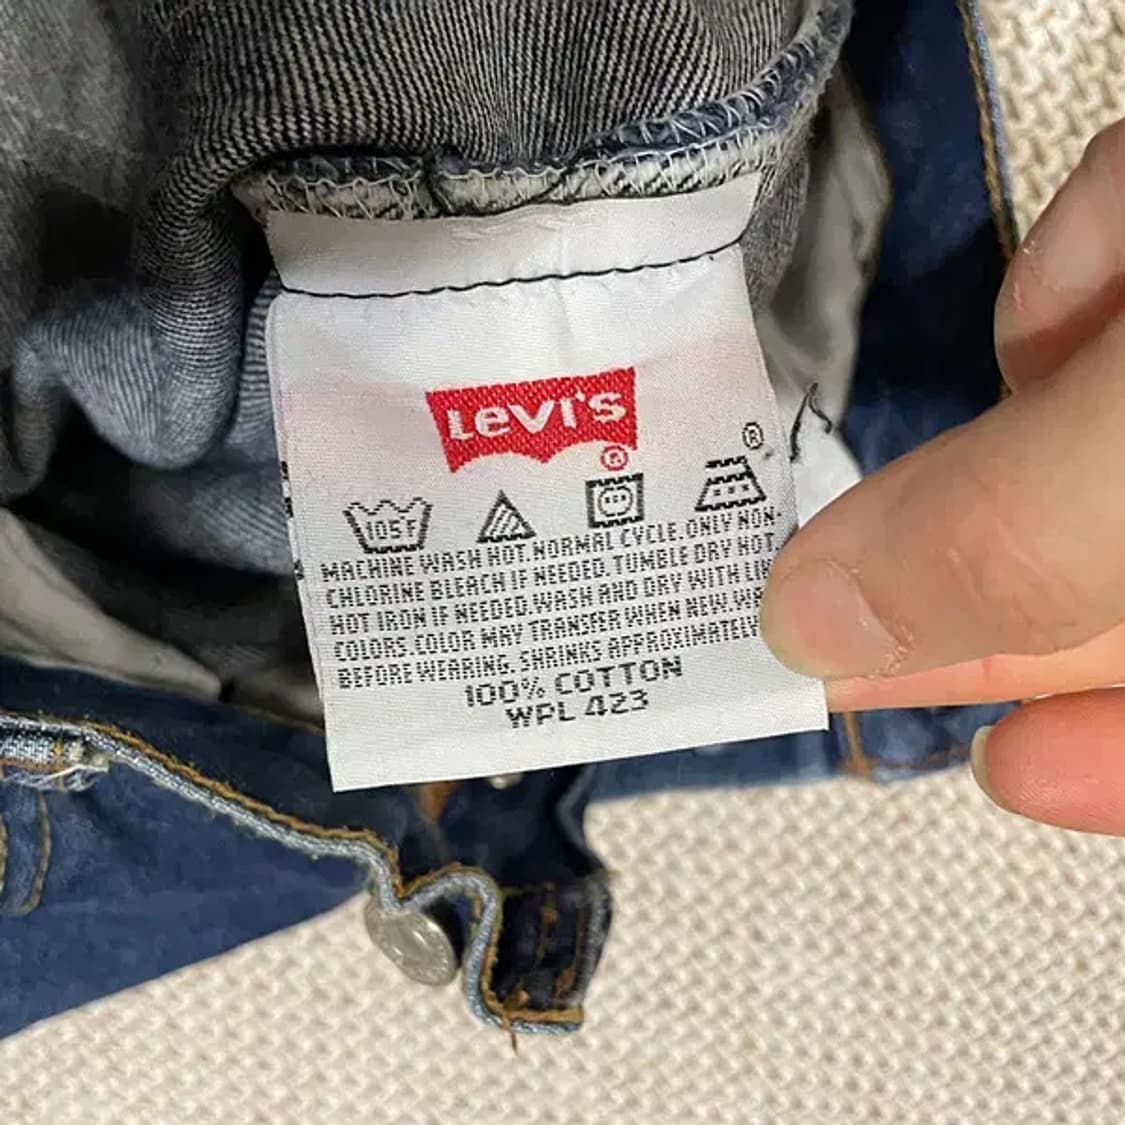 Levi's
®
®
105°F
MACHINE WASH HOT. NORMAL CYCLE. ONLY NON-
CHLORINE BLEACH IF NEEDED. TUMBLE DRY HOT.
HOT IRON IF NEEDED. WASH AND DRY WITH
COLORS. COLOR MAY TRANSFER WHEN NEW.
BEFORE WEARING. SHRINKS APPROXIMATELY
100% COTTON
WPL 423